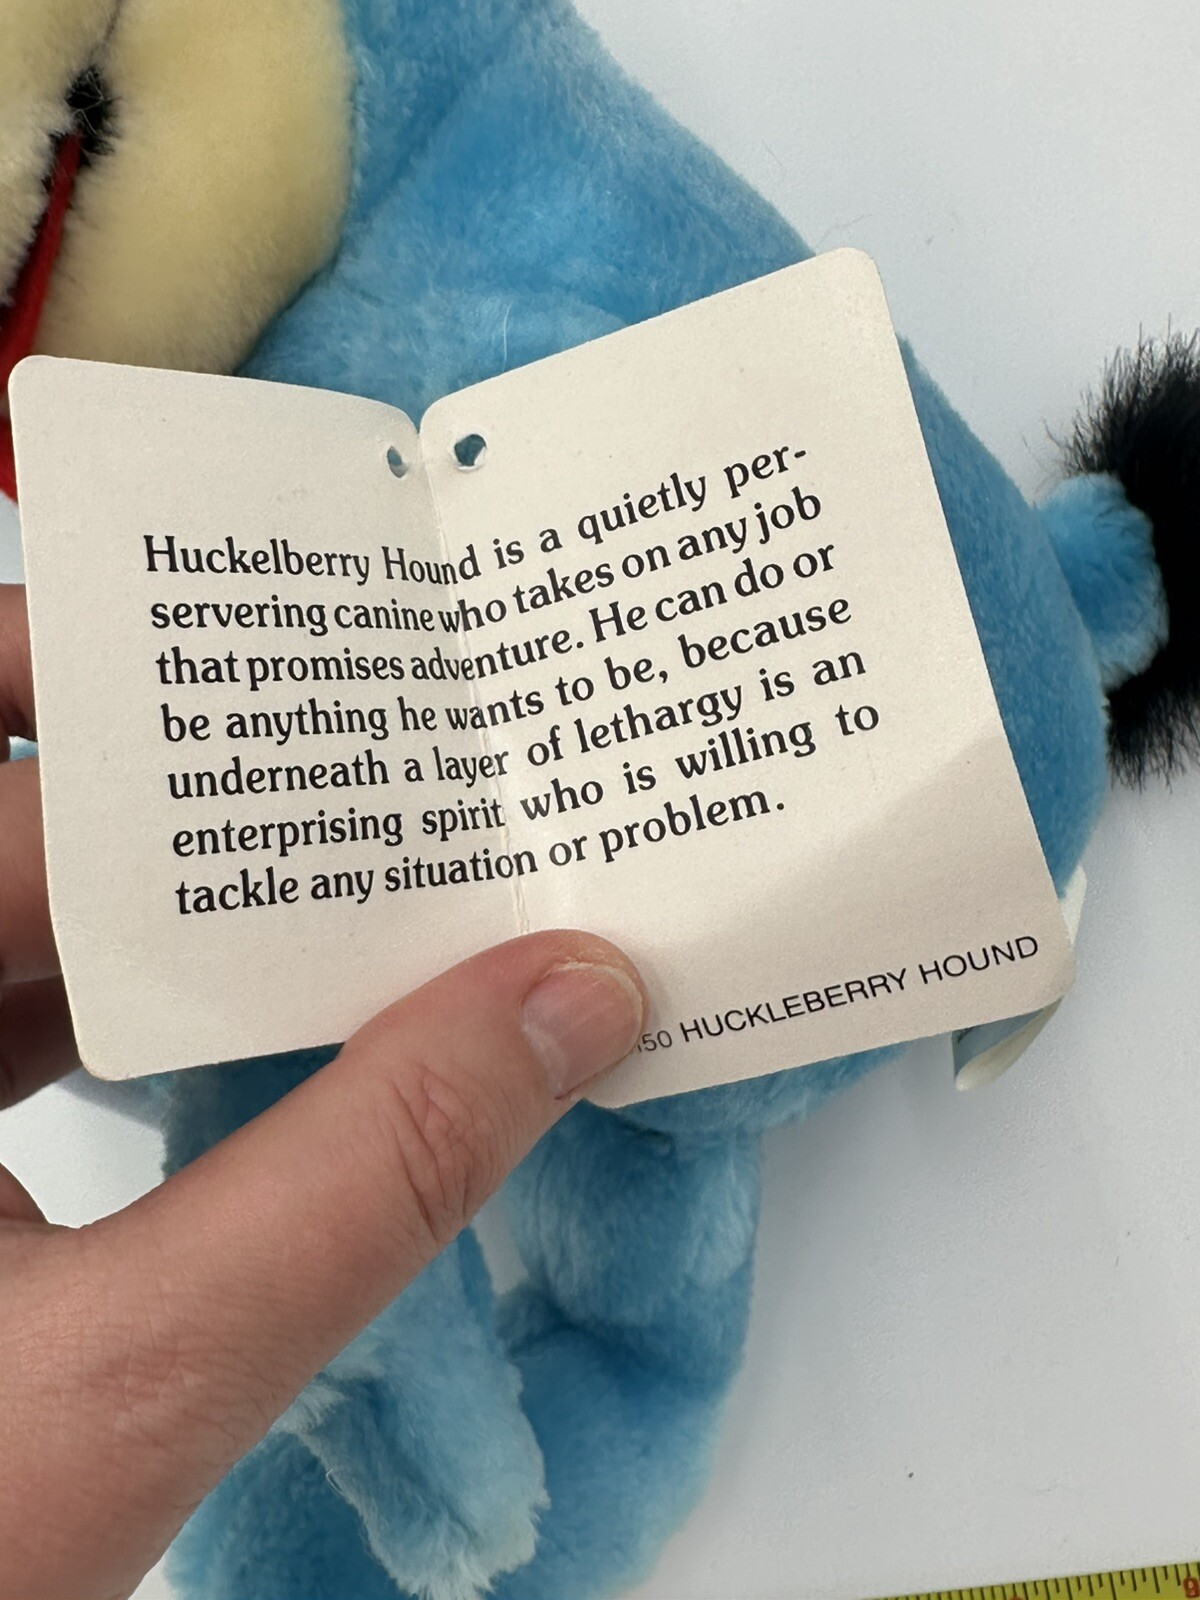 Huckelberry Hound is a quietly per-
servering canine who takes on any job
that promises adventure. He can do or
be anything he wants to be, because
underneath a layer of lethargy is an
enterprising spirit who is willing to
tackle any situation or problem.
HUCKLEBERRY HOUND